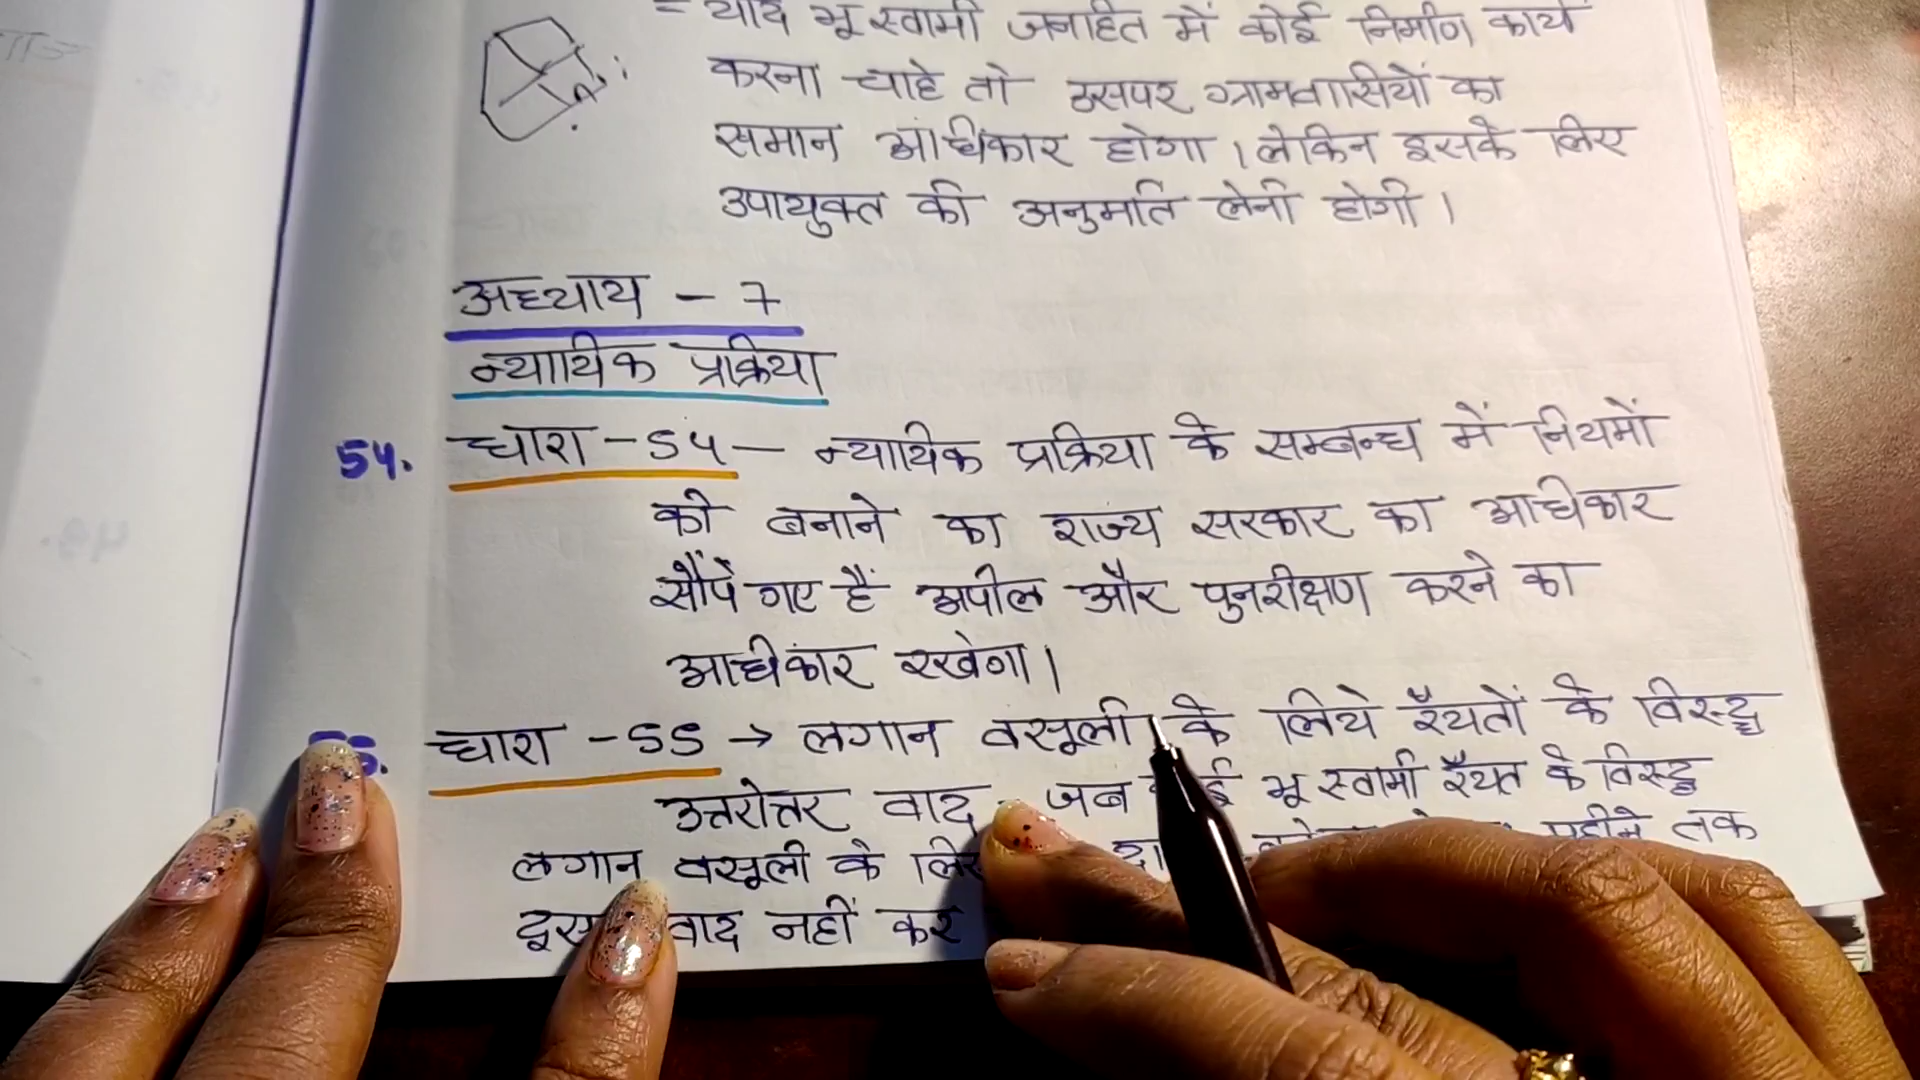 = यदि भू स्वामी जनहित में कोई निर्माण कार्य
करना चाहे तो उसपर ग्रामवासियों का
समान अधिकार होगा । लेकिन इसके लिए
उपायुक्त की अनुमति लेनी होगी ।
अध्याय - 7
न्यायिक प्रक्रिया
54. धारा - 54 - न्यायिक प्रक्रिया के सम्बन्ध में नियमों
को बनाने का राज्य सरकार का अधिकार
सौंपे गए हैं अपील और पुनरीक्षण करने का
अधिकार रखेगा ।
धारा - 55 → लगान वसूली के लिये रैयतों के विरुद्ध
उत्तरोत्तर वाद - जब भू स्वामी रैयत के विरुद्ध
लगान वसूली के महीने तक
वाद नहीं कर